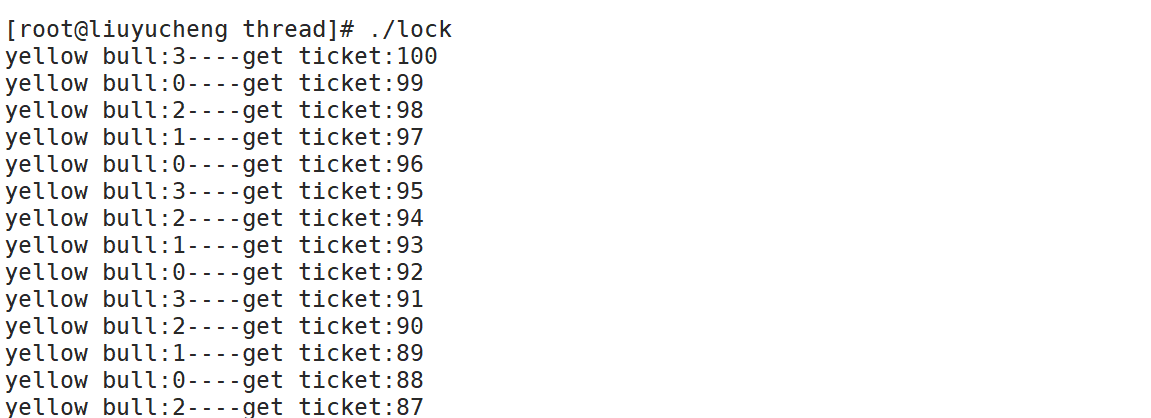 [root@liuyucheng thread]# ./lock
yellow bull:3----get ticket:100
yellow bull:0----get ticket:99
yellow bull:2----get ticket:98
yellow bull:1----get ticket:97
yellow bull:0----get ticket:96
yellow bull:3----get ticket:95
yellow bull:2----get ticket:94
yellow bull:1----get ticket:93
yellow bull:0----get ticket:92
yellow bull:3----get ticket:91
yellow bull:2----get ticket:90
yellow bull:1----get ticket:89
yellow bull:0----get ticket:88
yellow bull:2----get ticket:87